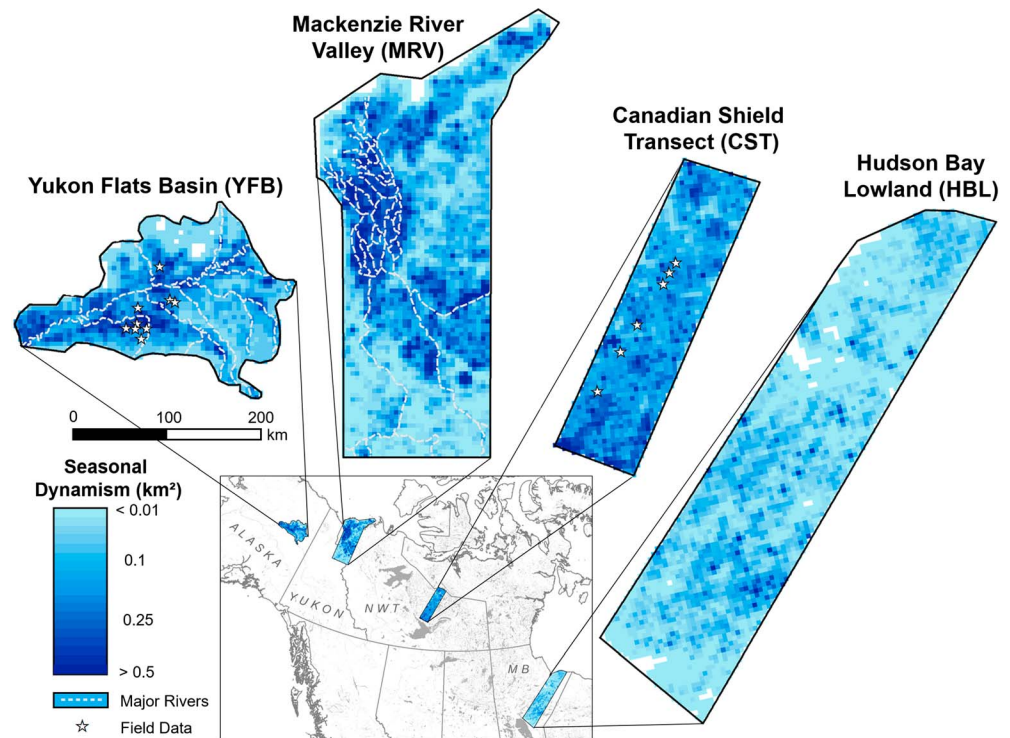 Mackenzie River
Valley (MRV)
Canadian Shield
Transect (CST)
Hudson Bay
Lowland (HBL)
Yukon Flats Basin (YFB)
0 100 200
km
Seasonal
Dynamism (km²)
< 0.01
0.1
0.25
> 0.5
Major Rivers
Field Data
ALASKA
YUKON
NWT
MB